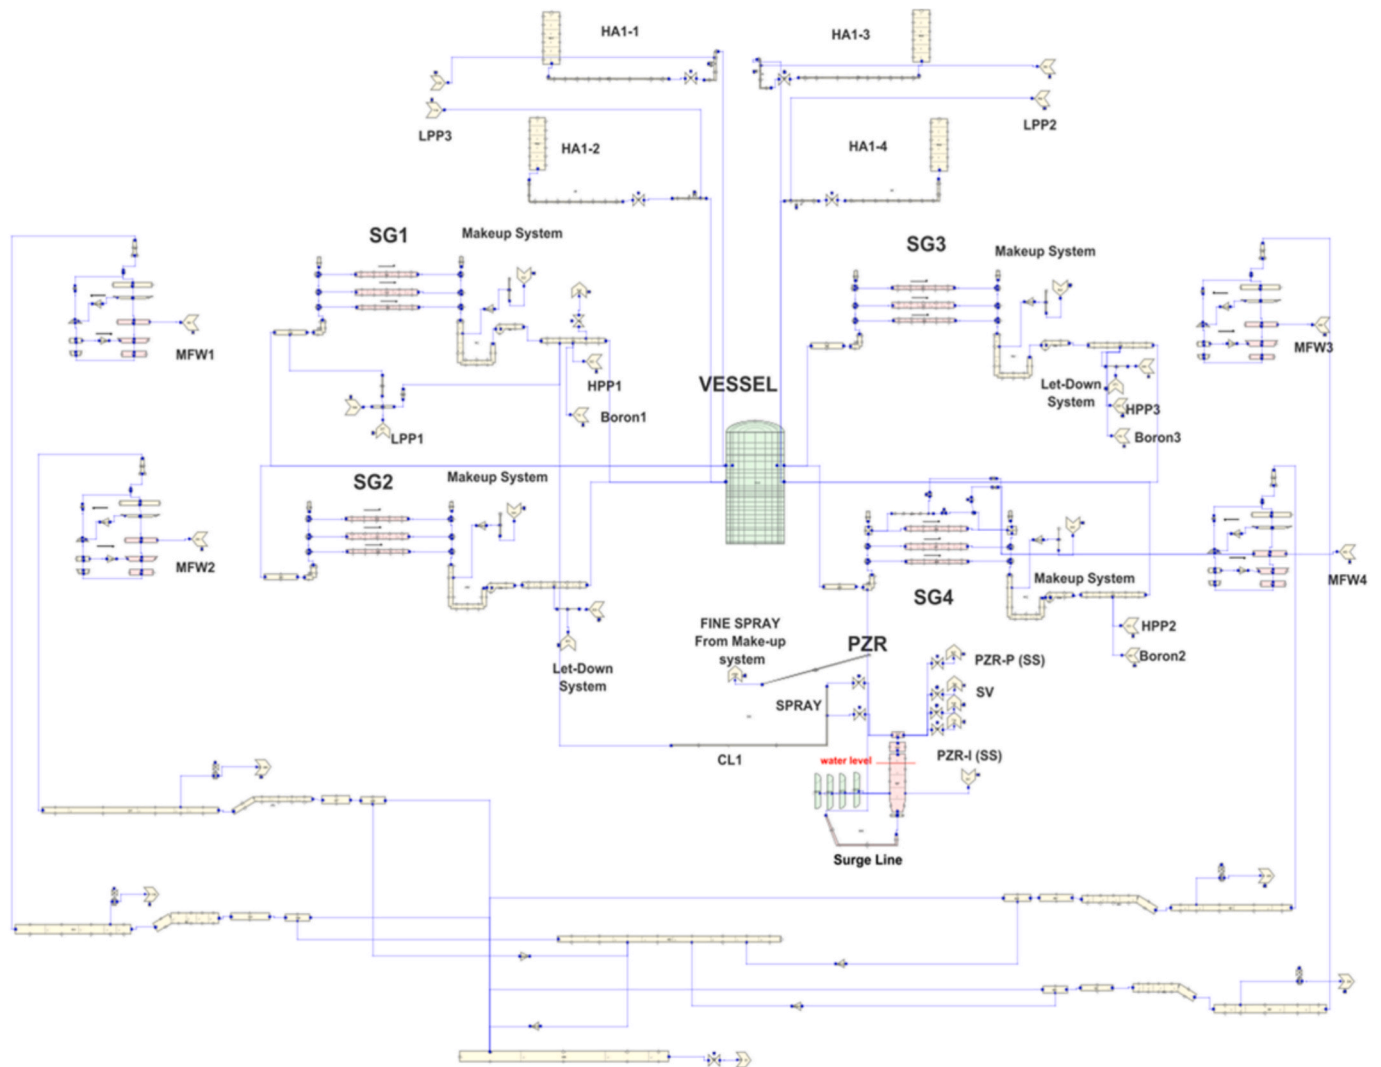 HA1-1
HA1-3
LPP3
LPP2
HA1-2
HA1-4
SG1
Makeup System
SG3
Makeup System
MFW1
MFW3
HPP1
VESSEL
Let-Down
System
HPP3
Boron1
LPP1
Boron3
SG2
Makeup System
MFW2
MFW4
Makeup System
SG4
HPP2
FINE SPRAY
From Make-up
system
PZR
Boron2
Let-Down
System
PZR-P (SS)
SV
SPRAY
CL1
water level
PZR-I (SS)
Surge Line